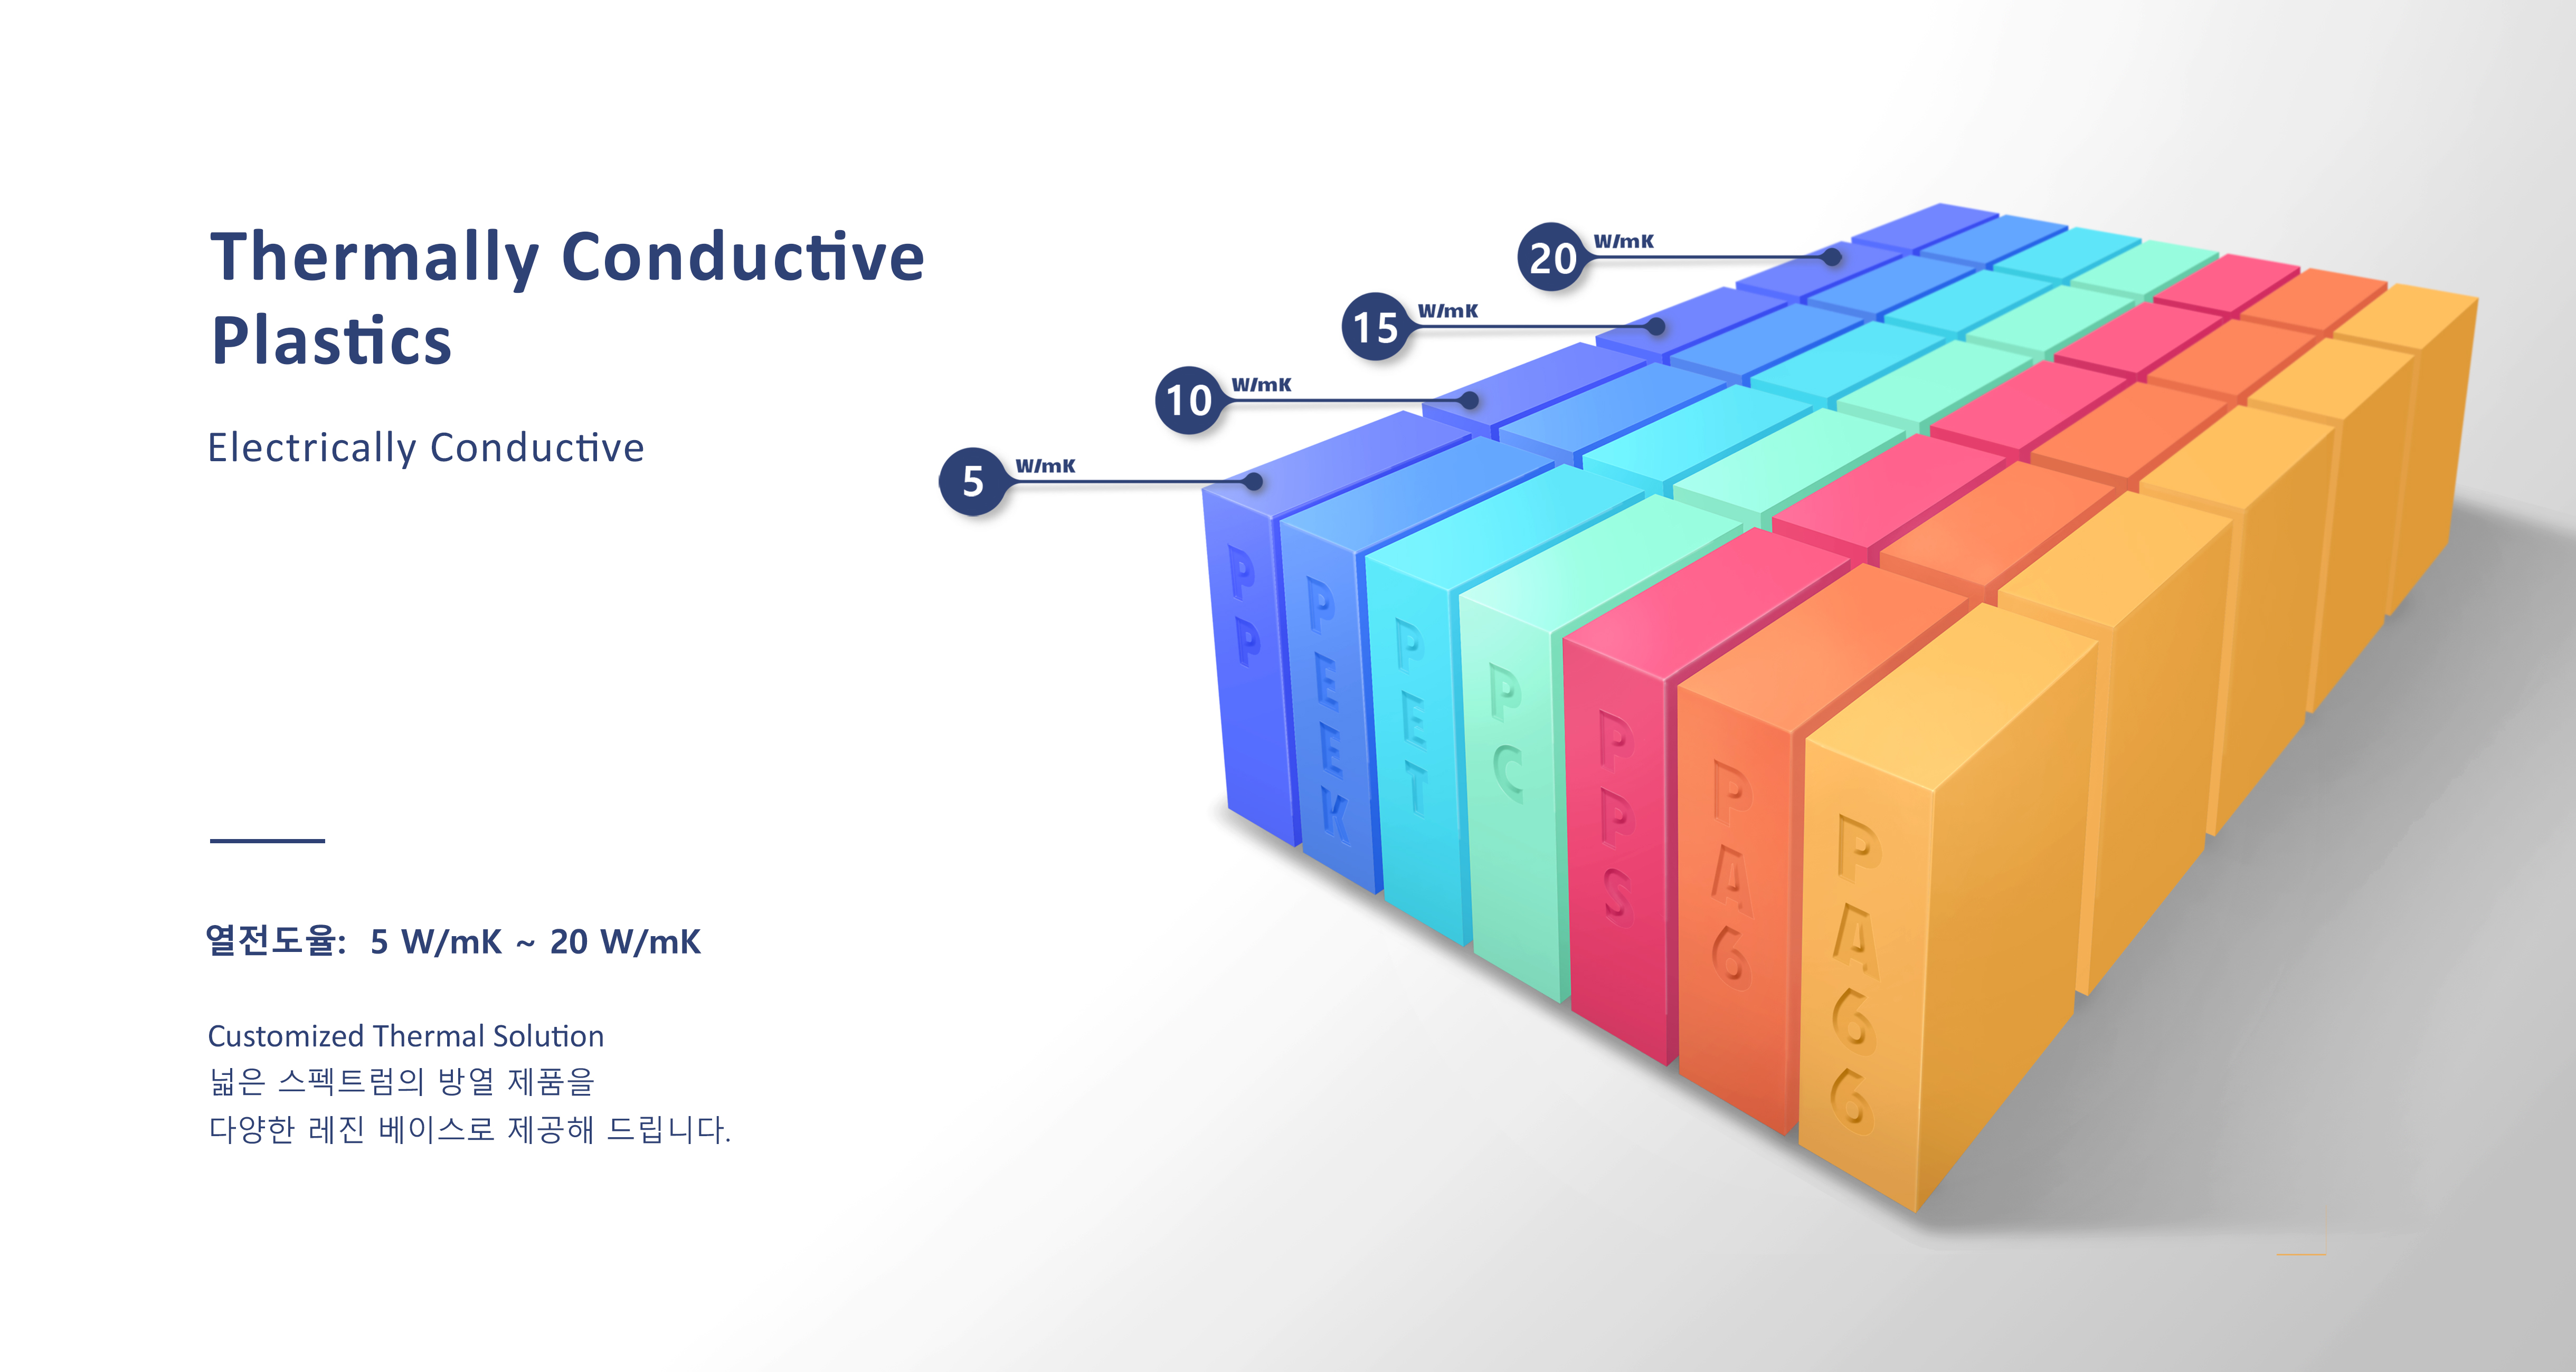 Thermally Conductive
Plastics
Electrically Conductive
열전도율: 5 W/mK ~ 20 W/mK
Customized Thermal Solution
넓은 스펙트럼의 방열 제품을
다양한 레진 베이스로 제공해 드립니다.
20 W/mK
15 W/mK
10 W/mK
5 W/mK
PP
PEEK
PET
PC
PPS
PA6
PA66